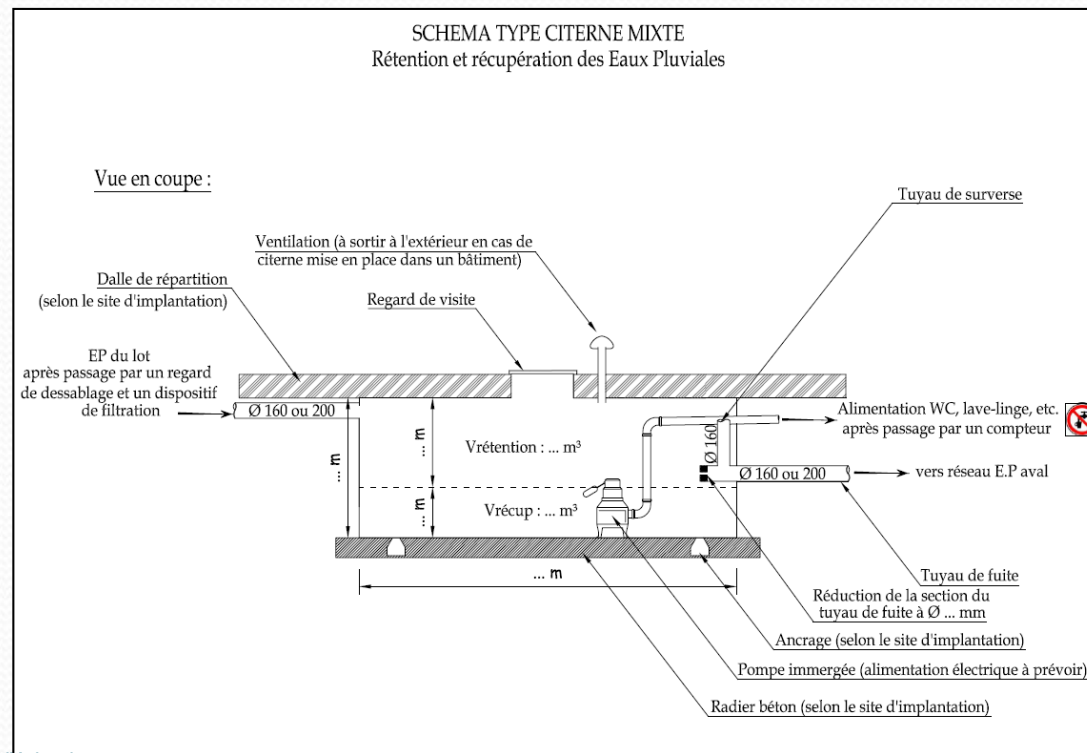 SCHEMA TYPE CITERNE MIXTE
Rétention et récupération des Eaux Pluviales
Vue en coupe :
Tuyau de surverse
Ventilation (à sortir à l'extérieur en cas de
citerne mise en place dans un bâtiment)
Dalle de répartition
(selon le site d'implantation)
Regard de visite
EP du lot
après passage par un regard
de dessablage et un dispositif
de filtration
Ø 160 ou 200
Alimentation WC, lave-linge, etc.
après passage par un compteur
... m
... m
Vrétention : ... m³
Ø 160
Ø 160 ou 200
vers réseau E.P aval
... m
Vrécup : ... m³
... m
Tuyau de fuite
Réduction de la section du
tuyau de fuite à Ø ... mm
Ancrage (selon le site d'implantation)
Pompe immergée (alimentation électrique à prévoir)
Radier béton (selon le site d'implantation)